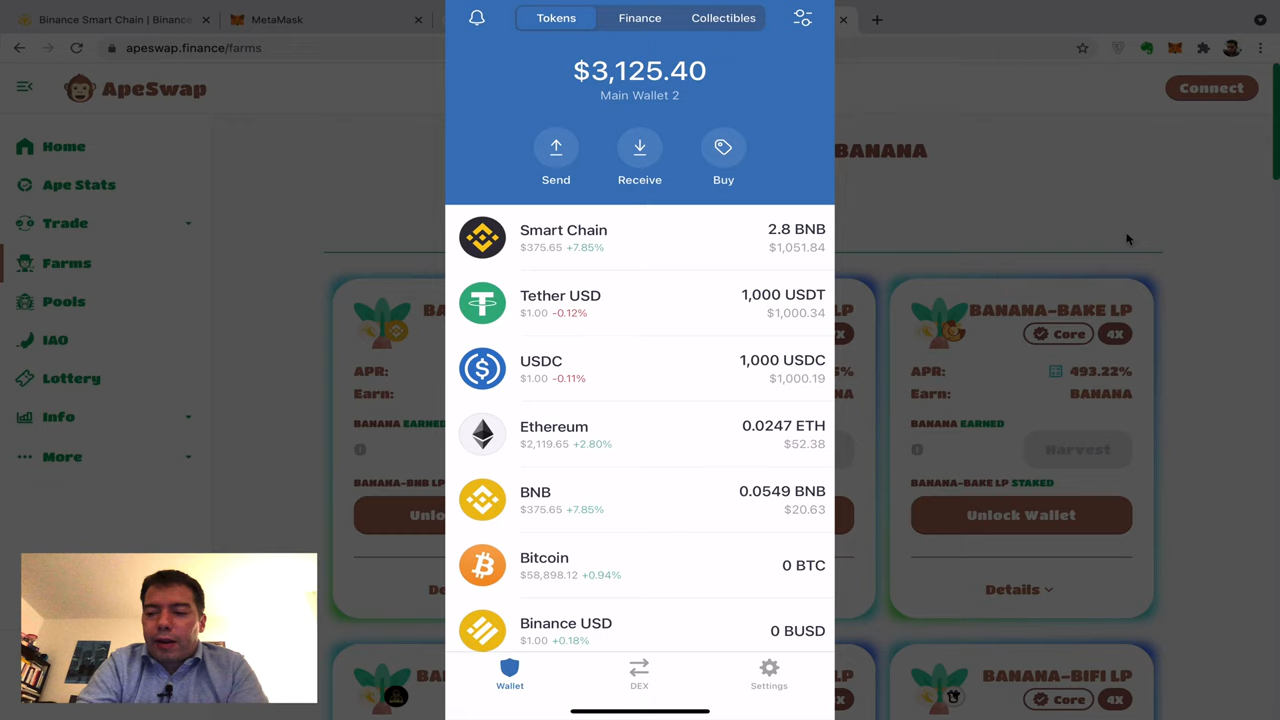 Binance Smart Chain | Binanc
MetaMask
apeswap.finance/farms
ApeSwap
Connect
Home
Ape Stats
Trade
Farms
Pools
IAO
Lottery
Info
More
Tokens
Finance
Collectibles
$3,125.40
Main Wallet 2
Send
Receive
Buy
Smart Chain
2.8 BNB
$375.65 +7.85%
$1,051.84
Tether USD
1,000 USDT
$1.00 -0.12%
$1,000.34
USDC
1,000 USDC
$1.00 -0.11%
$1,000.19
Ethereum
0.0247 ETH
$2,119.65 +2.80%
$52.38
BNB
0.0549 BNB
$375.65 +7.85%
$20.63
Bitcoin
0 BTC
$58,898.12 +0.94%
Binance USD
0 BUSD
$1.00 +0.18%
Wallet
DEX
Settings
BANANA
APR:
Earn:
BANANA EARNED
BANANA-BNB LP
Unlo
De
BANANA-BAKE LP
Core
4X
APR:
493.22%
Earn:
BANANA
BANANA EARNED
Harvest
BANANA-BAKE LP STAKED
Unlock Wallet
Details
BANANA-BIFI LP
Core
4X